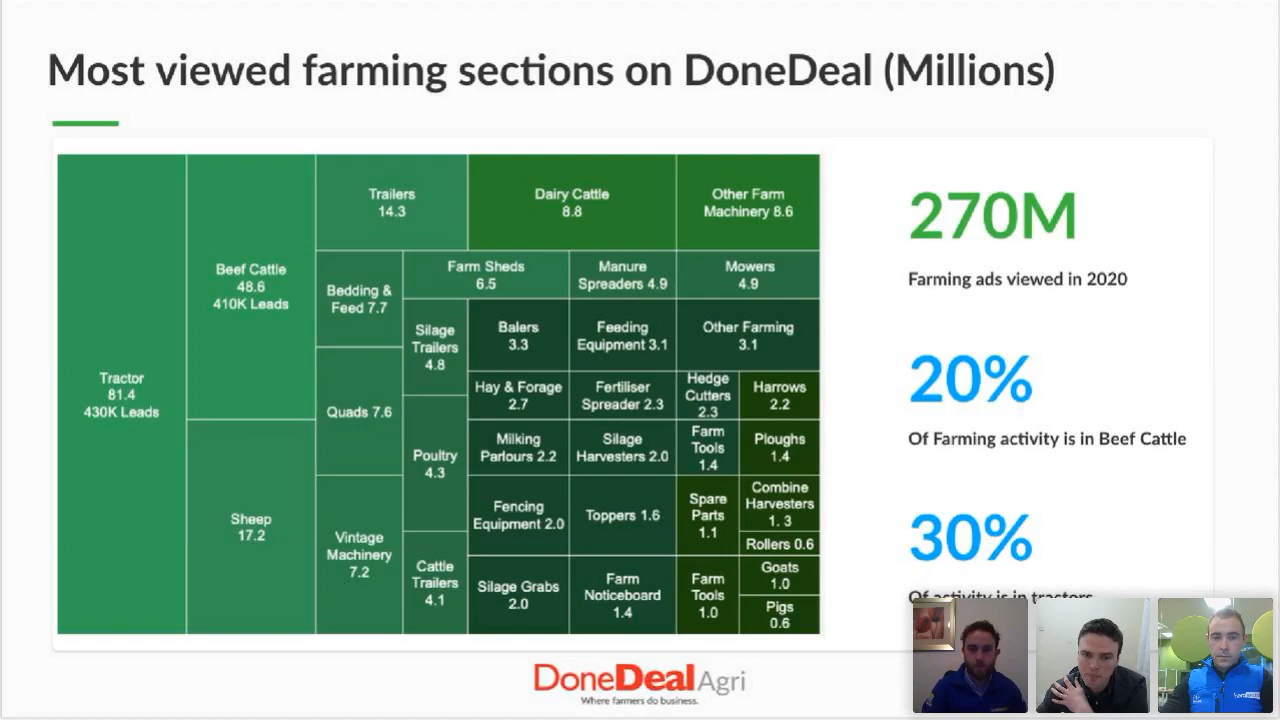 Most viewed farming sections on DoneDeal (Millions)
Tractor
81.4
430K Leads
Beef Cattle
48.6
410K Leads
Sheep
17.2
Trailers
14.3
Bedding &
Feed 7.7
Quads 7.6
Vintage
Machinery
7.2
Farm Sheds
6.5
Silage
Trailers
4.8
Poultry
4.3
Cattle
Trailers
4.1
Dairy Cattle
8.8
Other Farm
Machinery 8.6
Manure
Spreaders 4.9
Mowers
4.9
Balers
3.3
Feeding
Equipment 3.1
Other Farming
3.1
Hay & Forage
2.7
Fertiliser
Spreader 2.3
Hedge
Cutters
2.3
Harrows
2.2
Milking
Parlours 2.2
Silage
Harvesters 2.0
Farm
Tools
1.4
Ploughs
1.4
Fencing
Equipment 2.0
Toppers 1.6
Spare
Parts
1.1
Combine
Harvesters
1. 3
Rollers 0.6
Silage Grabs
2.0
Farm
Noticeboard
1.4
Farm
Tools
1.0
Goats
1.0
Pigs
0.6
270M
Farming ads viewed in 2020
20%
Of Farming activity is in Beef Cattle
30%
Of activity is in tractors
DoneDealAgri
Where farmers do business.